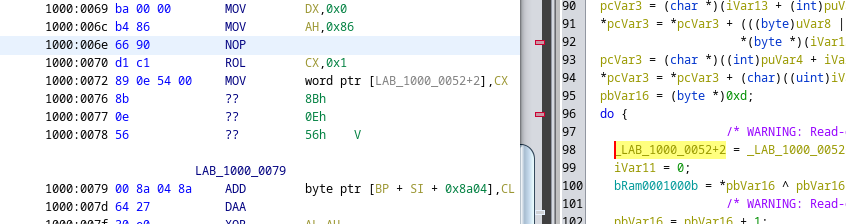 1000:0069 ba 00 00 MOV DX,0x0
1000:006c b4 86 MOV AH,0x86
1000:006e 66 90 NOP
1000:0070 d1 c1 ROL CX,0x1
1000:0072 89 0e 54 00 MOV word ptr [LAB_1000_0052+2],CX
1000:0076 8b ?? 8Bh
1000:0077 0e ?? 0Eh
1000:0078 56 ?? 56h V
LAB_1000_0079
1000:0079 00 8a 04 8a ADD byte ptr [BP + SI + 0x8a04],CL
1000:007d 64 27 DAA
90 pcVar3 = (char *)(iVar13 + (int)puV
91 *pcVar3 = *pcVar3 + (((byte)uVar8 |
92 *(byte *)(iVar1
93 pcVar3 = (char *)((int)puVar4 + iVa
94 *pcVar3 = *pcVar3 + (char)((uint)iV
95 pbVar16 = (byte *)0xd;
96 do {
97 /* WARNING: Read-
98 _LAB_1000_0052+2 = _LAB_1000_0052
99 iVar11 = 0;
100 bRam0001000b = *pbVar16 ^ pbVar16
101 /* WARNING: Read-
102 pbVar16 = pbVar16 + 1;